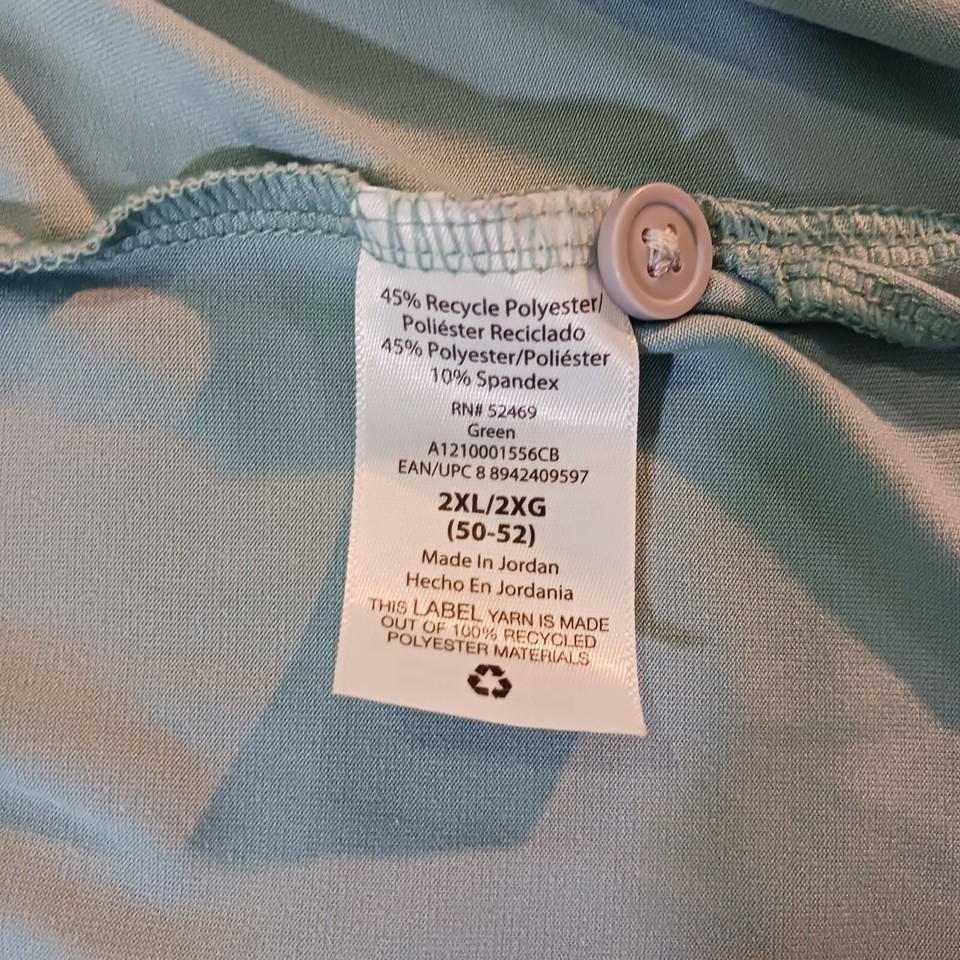 45% Recycle Polyester/
Poliéster Reciclado
45% Polyester/Poliéster
10% Spandex
RN# 52469
Green
A1210001556CB
EAN/UPC 8 8942409597
2XL/2XG
(50-52)
Made In Jordan
Hecho En Jordania
THIS LABEL YARN IS MADE
OUT OF 100% RECYCLED
POLYESTER MATERIALS